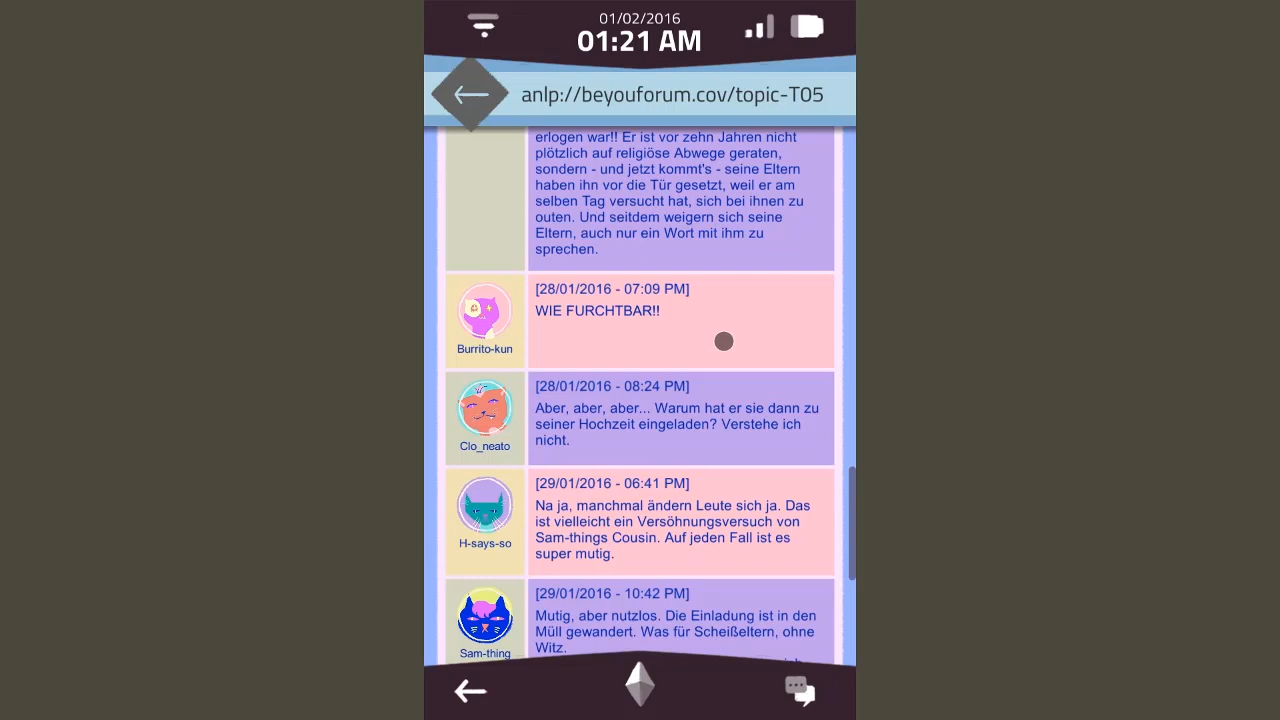 01/02/2016
01:21 AM
anlp://beyouforum.cov/topic-T05
erlogen war!! Er ist vor zehn Jahren nicht
plötzlich auf religiöse Abwege geraten,
sondern - und jetzt kommt's - seine Eltern
haben ihn vor die Tür gesetzt, weil er am
selben Tag versucht hat, sich bei ihnen zu
outen. Und seitdem weigern sich seine
Eltern, auch nur ein Wort mit ihm zu
sprechen.
[28/01/2016 - 07:09 PM]
WIE FURCHTBAR!!
Burrito-kun
[28/01/2016 - 08:24 PM]
Aber, aber, aber... Warum hat er sie dann zu
seiner Hochzeit eingeladen? Verstehe ich
nicht.
Clo_neato
[29/01/2016 - 06:41 PM]
Na ja, manchmal ändern Leute sich ja. Das
ist vielleicht ein Versöhnungsversuch von
Sam-things Cousin. Auf jeden Fall ist es
super mutig.
H-says-so
[29/01/2016 - 10:42 PM]
Mutig, aber nutzlos. Die Einladung ist in den
Müll gewandert. Was für Scheißeltern, ohne
Witz.
Sam-thing